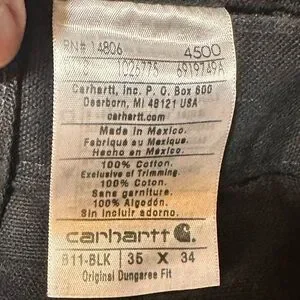 RN# 14806 4500
1026775 6919749A
Carhartt, Inc. P. O. Box 600
Dearborn, MI 48121 USA
carhartt.com
Made in Mexico.
Fabriqué au Mexique.
Hecho en México.
100% Cotton.
Exclusive of Trimming.
100% Coton.
Sans garniture.
100% Algodón.
Sin incluir adorno.
carhartt
B11-BLK 35 X 34
Original Dungaree Fit